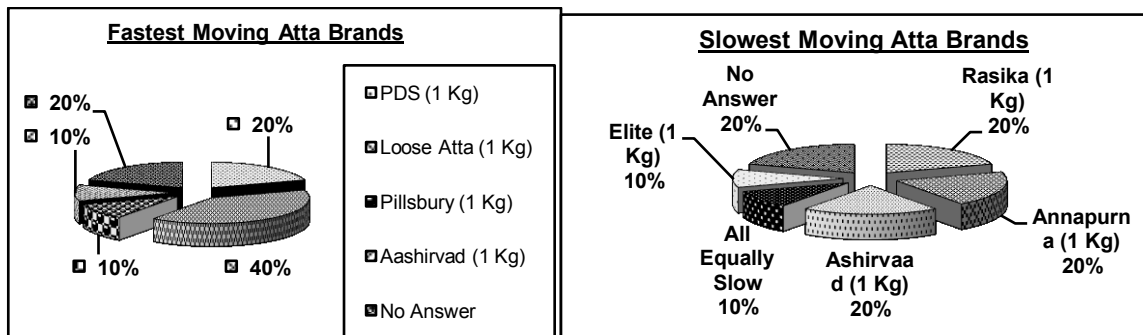 Fastest Moving Atta Brands
20%
10%
20%
10%
40%
PDS (1 Kg)
Loose Atta (1 Kg)
Pillsbury (1 Kg)
Aashirvad (1 Kg)
No Answer
Slowest Moving Atta Brands
No
Answer
20%
Rasika (1
Kg)
20%
Elite (1
Kg)
10%
All
Equally
Slow
10%
Ashirvaa
d (1 Kg)
20%
Annapurn
a (1 Kg)
20%